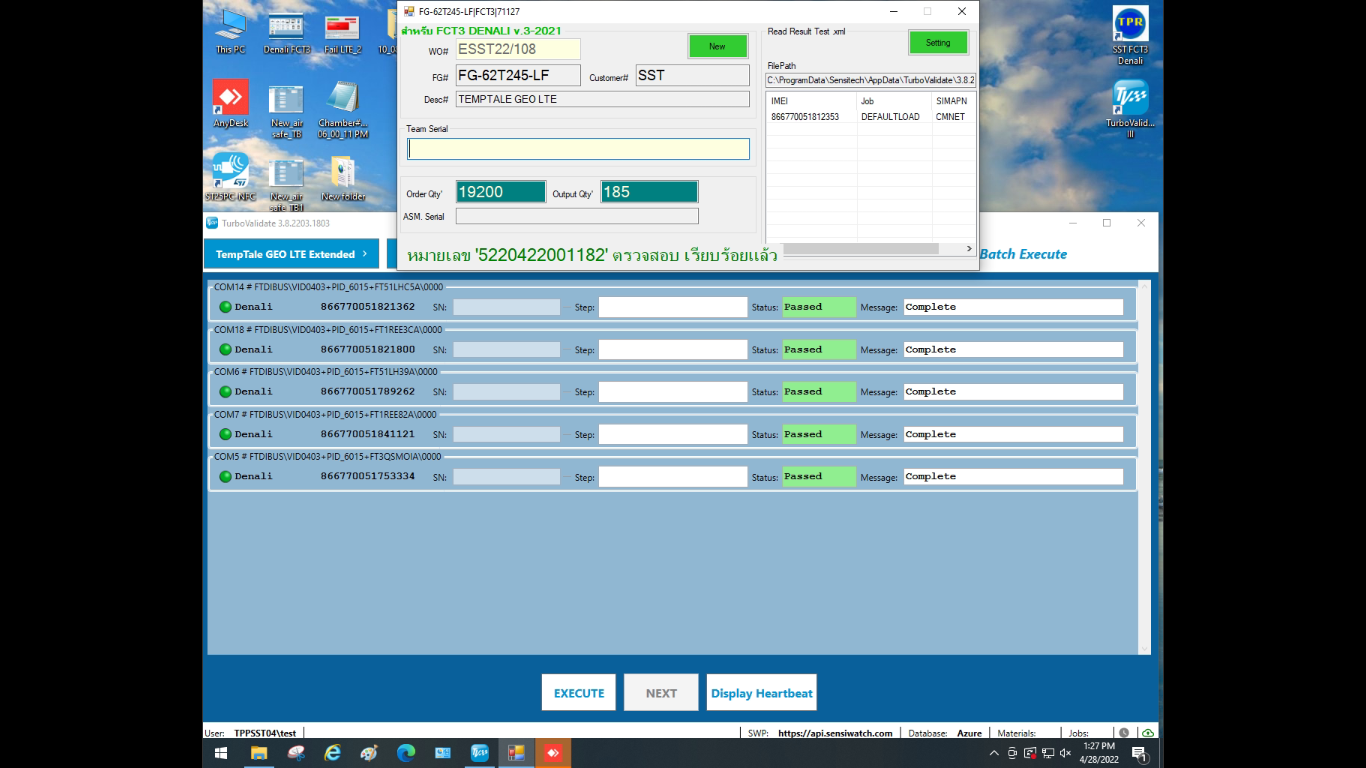 This PC
Denali FCT3
Fail LTE_2
AnyDesk
New_air safe_TB
Chamber#... 06_00_11 PM
ST25PC-NFC
New_air safe_TB1
New folder
SST FCT3 Denali
TurboValid... III
FG-62T245-LF|FCT3|71127
สำหรับ FCT3 DENALI v.3-2021
WO# ESST22/108 New
FG# FG-62T245-LF Customer# SST
Desc# TEMPTALE GEO LTE
Team Serial
Order Qty' 19200 Output Qty' 185
ASM. Serial
หมายเลข '5220422001182' ตรวจสอบ เรียบร้อยแล้ว
Read Result Test .xml
Setting
FilePath
C:\ProgramData\Sensitech\AppData\TurboValidate\3.8.2
IMEI Job SIMAPN
866770051812353 DEFAULTLOAD CMNET
TurboValidate 3.8.2203.1803
TempTale GEO LTE Extended >
Batch Execute
COM14 # FTDIBUS\VID0403+PID_6015+FT51LHC5A\0000
Denali 866770051821362 SN: Step: Status: Passed Message: Complete
COM18 # FTDIBUS\VID0403+PID_6015+FT1REE3CA\0000
Denali 866770051821800 SN: Step: Status: Passed Message: Complete
COM6 # FTDIBUS\VID0403+PID_6015+FT51LH39A\0000
Denali 866770051789262 SN: Step: Status: Passed Message: Complete
COM7 # FTDIBUS\VID0403+PID_6015+FT1REE82A\0000
Denali 866770051841121 SN: Step: Status: Passed Message: Complete
COM5 # FTDIBUS\VID0403+PID_6015+FT3QSMOIA\0000
Denali 866770051753334 SN: Step: Status: Passed Message: Complete
EXECUTE NEXT Display Heartbeat
User: TPPSST04\test SWP: https://api.sensiwatch.com Database: Azure Materials: Jobs:
1:27 PM
4/28/2022